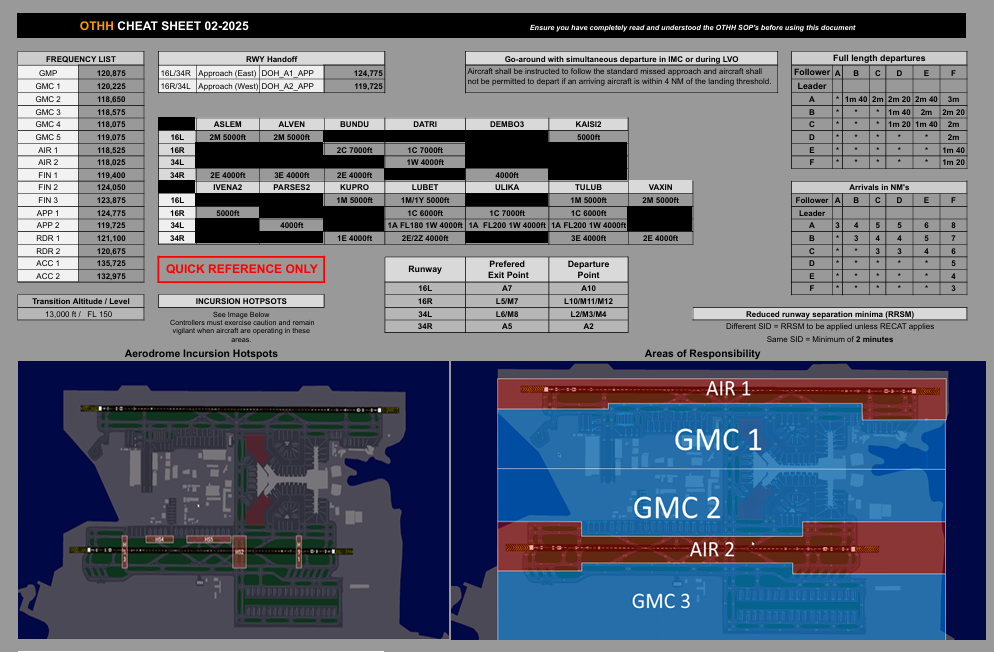 OTHH CHEAT SHEET 02-2025
Ensure you have completely read and understood the OTHH SOP's before using this document
FREQUENCY LIST
GMP 120,875
GMC 1 120,225
GMC 2 118,650
GMC 3 118,575
GMC 4 118,075
GMC 5 119,075
AIR 1 118,525
AIR 2 118,025
FIN 1 119,400
FIN 2 124,050
FIN 3 123,875
APP 1 124,775
APP 2 119,725
RDR 1 121,100
RDR 2 120,675
ACC 1 135,725
ACC 2 132,975
Transition Altitude / Level
13,000 ft / FL 150
RWY Handoff
16L/34R Approach (East) DOH_A1_APP 124,775
16R/34L Approach (West) DOH_A2_APP 119,725
Go-around with simultaneous departure in IMC or during LVO
Aircraft shall be instructed to follow the standard missed approach and aircraft shall
not be permitted to depart if an arriving aircraft is within 4 NM of the landing threshold.
ASLEM ALVEN BUNDU DATRI DEMBO3 KAISI2
16L 2M 5000ft 2M 5000ft 5000ft
16R 2C 7000ft 1C 7000ft
34L 1W 4000ft
34R 2E 4000ft 3E 4000ft 2E 4000ft 4000ft
IVENA2 PARSES2 KUPRO LUBET ULIKA TULUB VAXIN
16L 1M 5000ft 1M/1Y 5000ft 1M 5000ft 2M 5000ft
16R 5000ft 1C 6000ft 1C 7000ft 1C 6000ft
34L 4000ft 1A FL180 1W 4000ft 1A FL200 1W 4000ft 1A FL200 1W 4000ft
34R 1E 4000ft 2E/2Z 4000ft 3E 4000ft 2E 4000ft
QUICK REFERENCE ONLY
INCURSION HOTPSOTS
See Image Below
Controllers must exercise caution and remain
vigilant when aircraft are operating in these
areas.
Runway Prefered Exit Point Departure Point
16L A7 A10
16R L5/M7 L10/M11/M12
34L L6/M8 L2/M3/M4
34R A5 A2
Full length departures
Follower A B C D E F
Leader
A * 1m 40 2m 2m 20 2m 40 3m
B * * * 1m 40 2m 2m 20
C * * * 1m 20 1m 40 2m
D * * * * * 2m
E * * * * * 1m 40
F * * * * * 1m 20
Arrivals in NM's
Follower A B C D E F
Leader
A 3 4 5 5 6 8
B * 3 4 4 5 7
C * * 3 3 4 6
D * * * * * 5
E * * * * * 4
F * * * * * 3
Reduced runway separation minima (RRSM)
Different SID = RRSM to be applied unless RECAT applies
Same SID = Minimum of 2 minutes
Aerodrome Incursion Hotspots
HS4
HS3
HS2
Areas of Responsibility
AIR 1
GMC 1
GMC 2
AIR 2
GMC 3